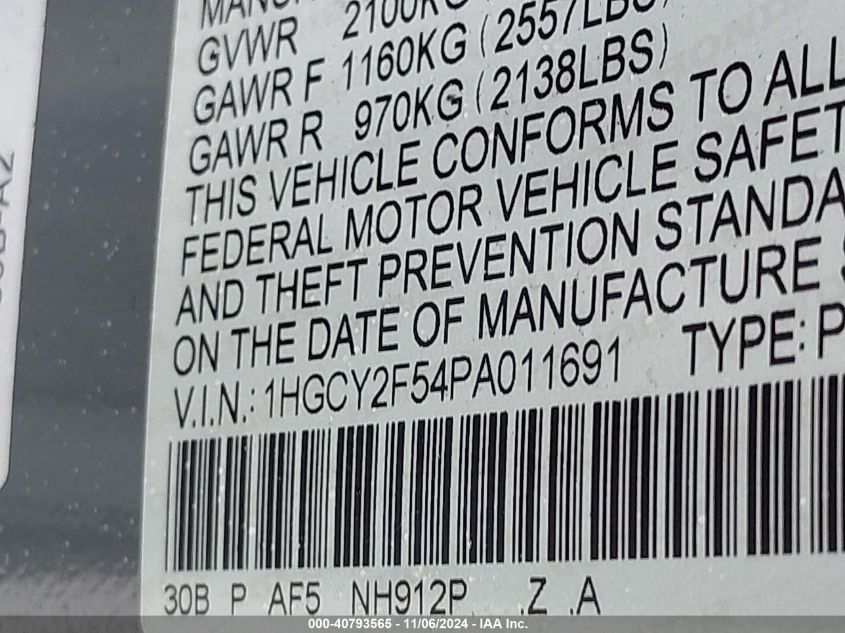 GVWR 2100KG
GAWR F 1160KG (2557LBS)
GAWR R 970KG (2138LBS)
THIS VEHICLE CONFORMS TO ALL
FEDERAL MOTOR VEHICLE SAFET
AND THEFT PREVENTION STANDA
ON THE DATE OF MANUFACTURE S
V.I.N.: 1HGCY2F54PA011691 TYPE: P
30B P AF5 NH912P .Z .A
000-40793565 - 11/06/2024 - IAA Inc.